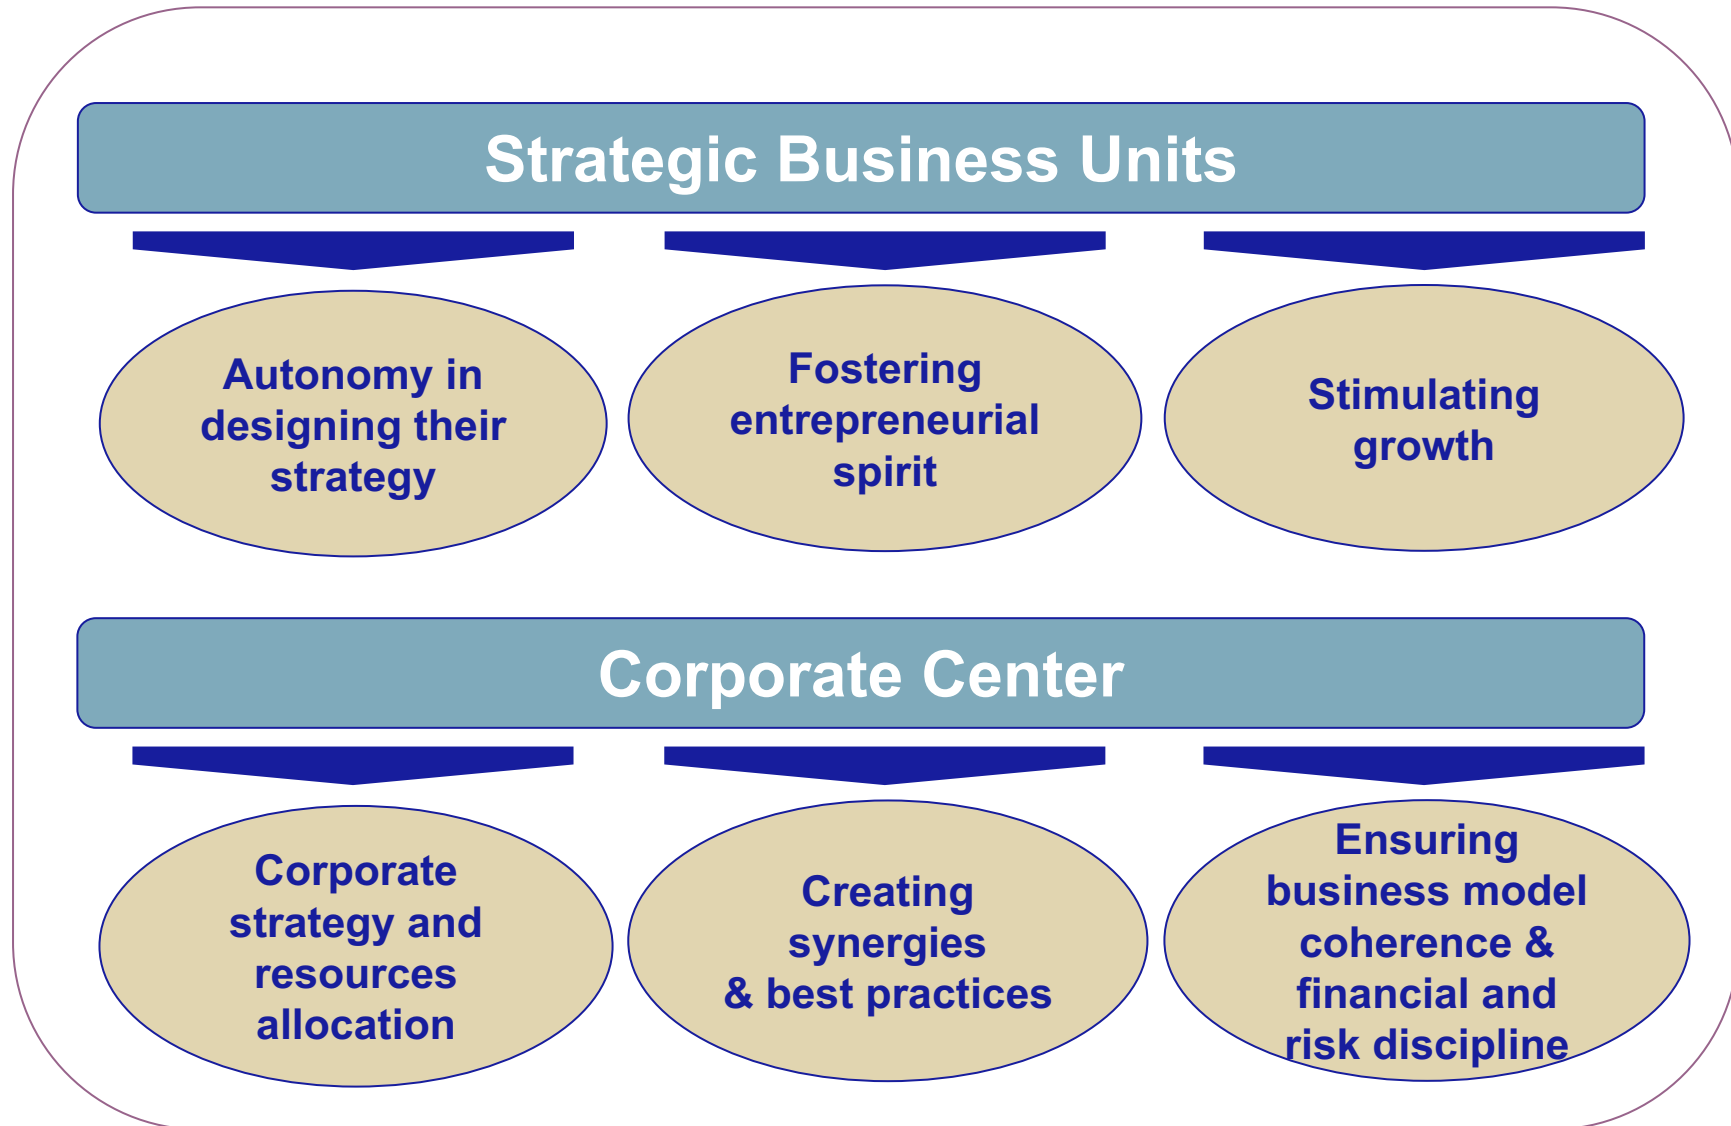 Strategic Business Units
Autonomy in
designing their
strategy
Fostering
entrepreneurial
spirit
Stimulating
growth
Corporate Center
Corporate
strategy and
resources
allocation
Creating
synergies
& best practices
Ensuring
business model
coherence &
financial and
risk discipline